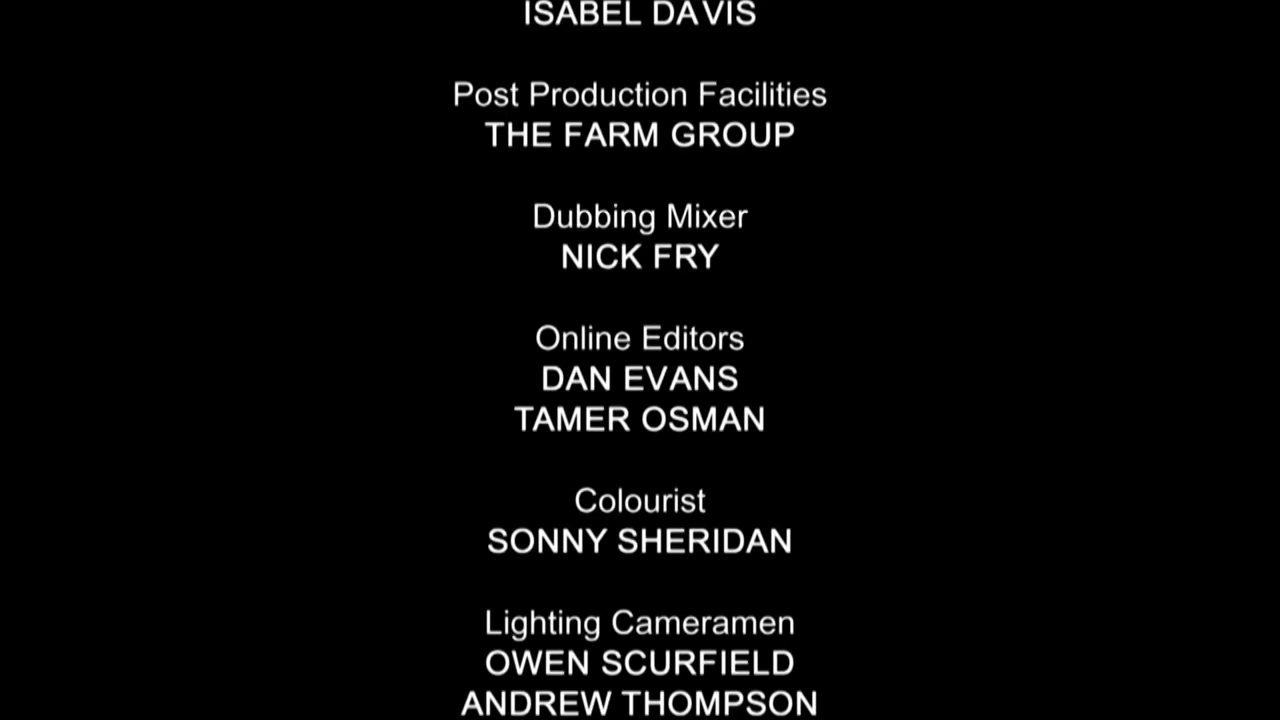 ISABEL DAVIS
Post Production Facilities
THE FARM GROUP
Dubbing Mixer
NICK FRY
Online Editors
DAN EVANS
TAMER OSMAN
Colourist
SONNY SHERIDAN
Lighting Cameramen
OWEN SCURFIELD
ANDREW THOMPSON